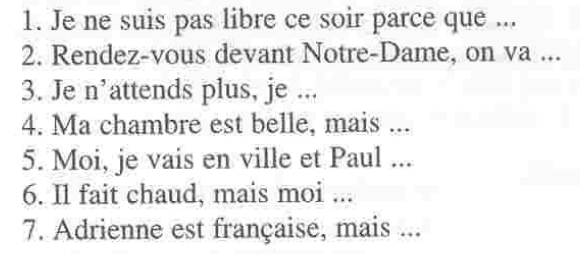 1. Je ne suis pas libre ce soir parce que ...
2. Rendez-vous devant Notre-Dame, on va ...
3. Je n'attends plus, je ...
4. Ma chambre est belle, mais ...
5. Moi, je vais en ville et Paul ...
6. Il fait chaud, mais moi ...
7. Adrienne est française, mais ...